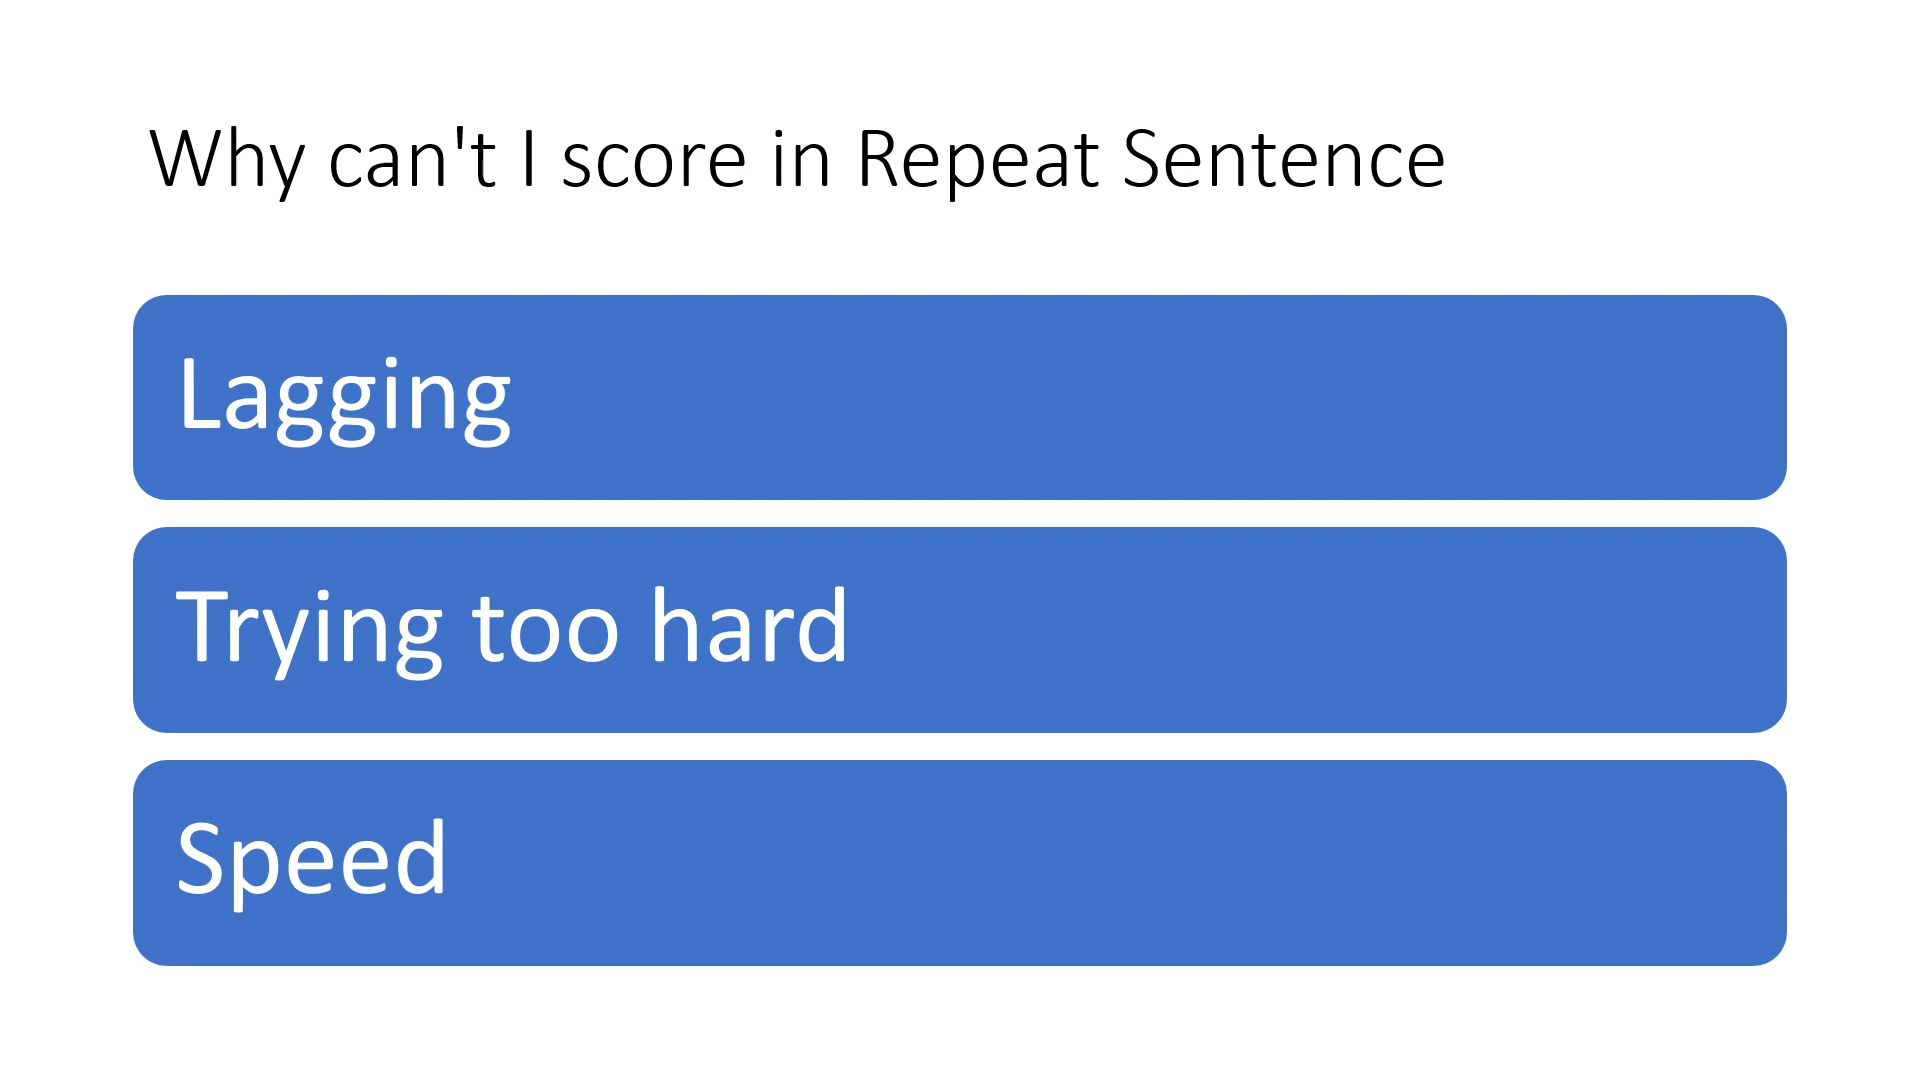 Why can't I score in Repeat Sentence
Lagging
Trying too hard
Speed